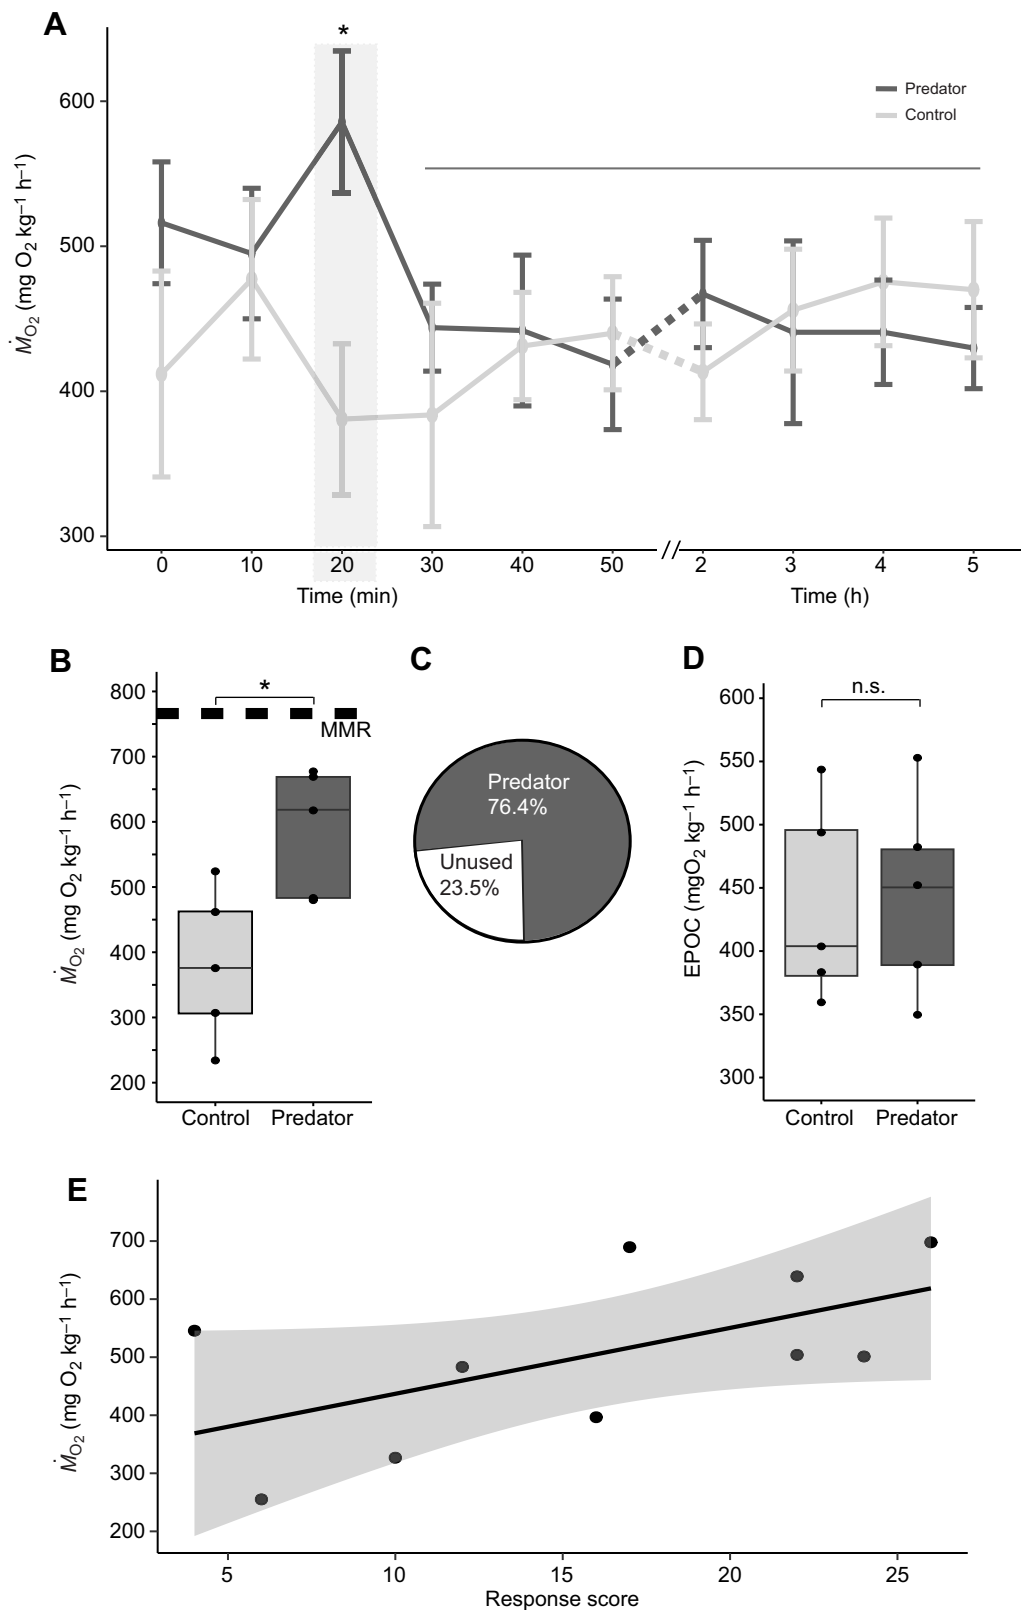 A
*
Predator
Control
600
500
400
300
ṀO₂ (mg O₂ kg⁻¹ h⁻¹)
0 10 20 30 40 50 // 2 3 4 5
Time (min) Time (h)
B
*
MMR
800
700
600
500
400
300
200
ṀO₂ (mg O₂ kg⁻¹ h⁻¹)
Control Predator
C
Predator
76.4%
Unused
23.5%
D
n.s.
600
550
500
450
400
350
300
EPOC (mgO₂ kg⁻¹ h⁻¹)
Control Predator
E
700
600
500
400
300
200
ṀO₂ (mg O₂ kg⁻¹ h⁻¹)
5 10 15 20 25
Response score